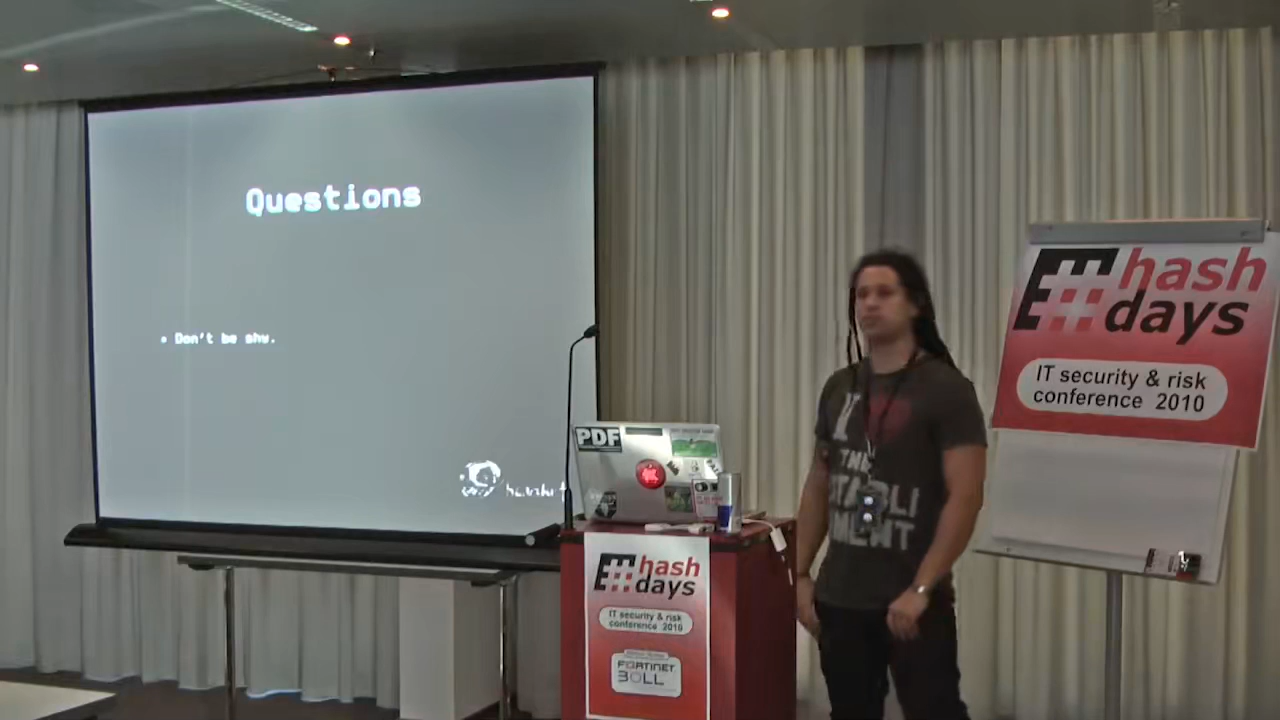 Questions
• Don't be shy.
PDF
hash
days
IT security & risk
conference 2010
FORTINET
BOLL
I
THE
hash
days
IT security & risk
conference 2010